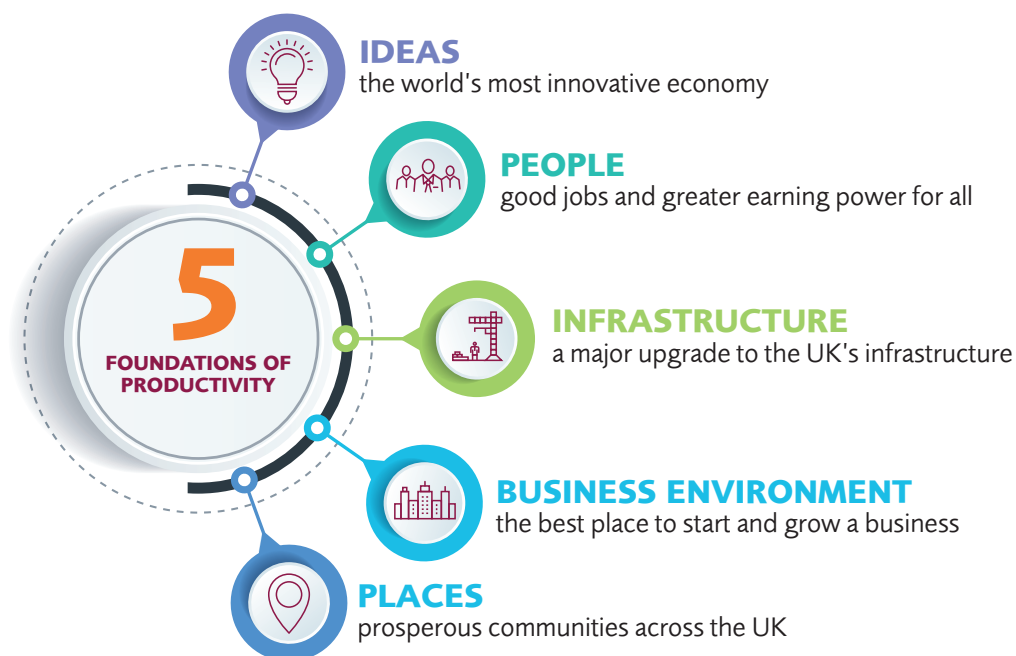 IDEAS
the world's most innovative economy
PEOPLE
good jobs and greater earning power for all
5
FOUNDATIONS OF
PRODUCTIVITY
INFRASTRUCTURE
a major upgrade to the UK's infrastructure
BUSINESS ENVIRONMENT
the best place to start and grow a business
PLACES
prosperous communities across the UK